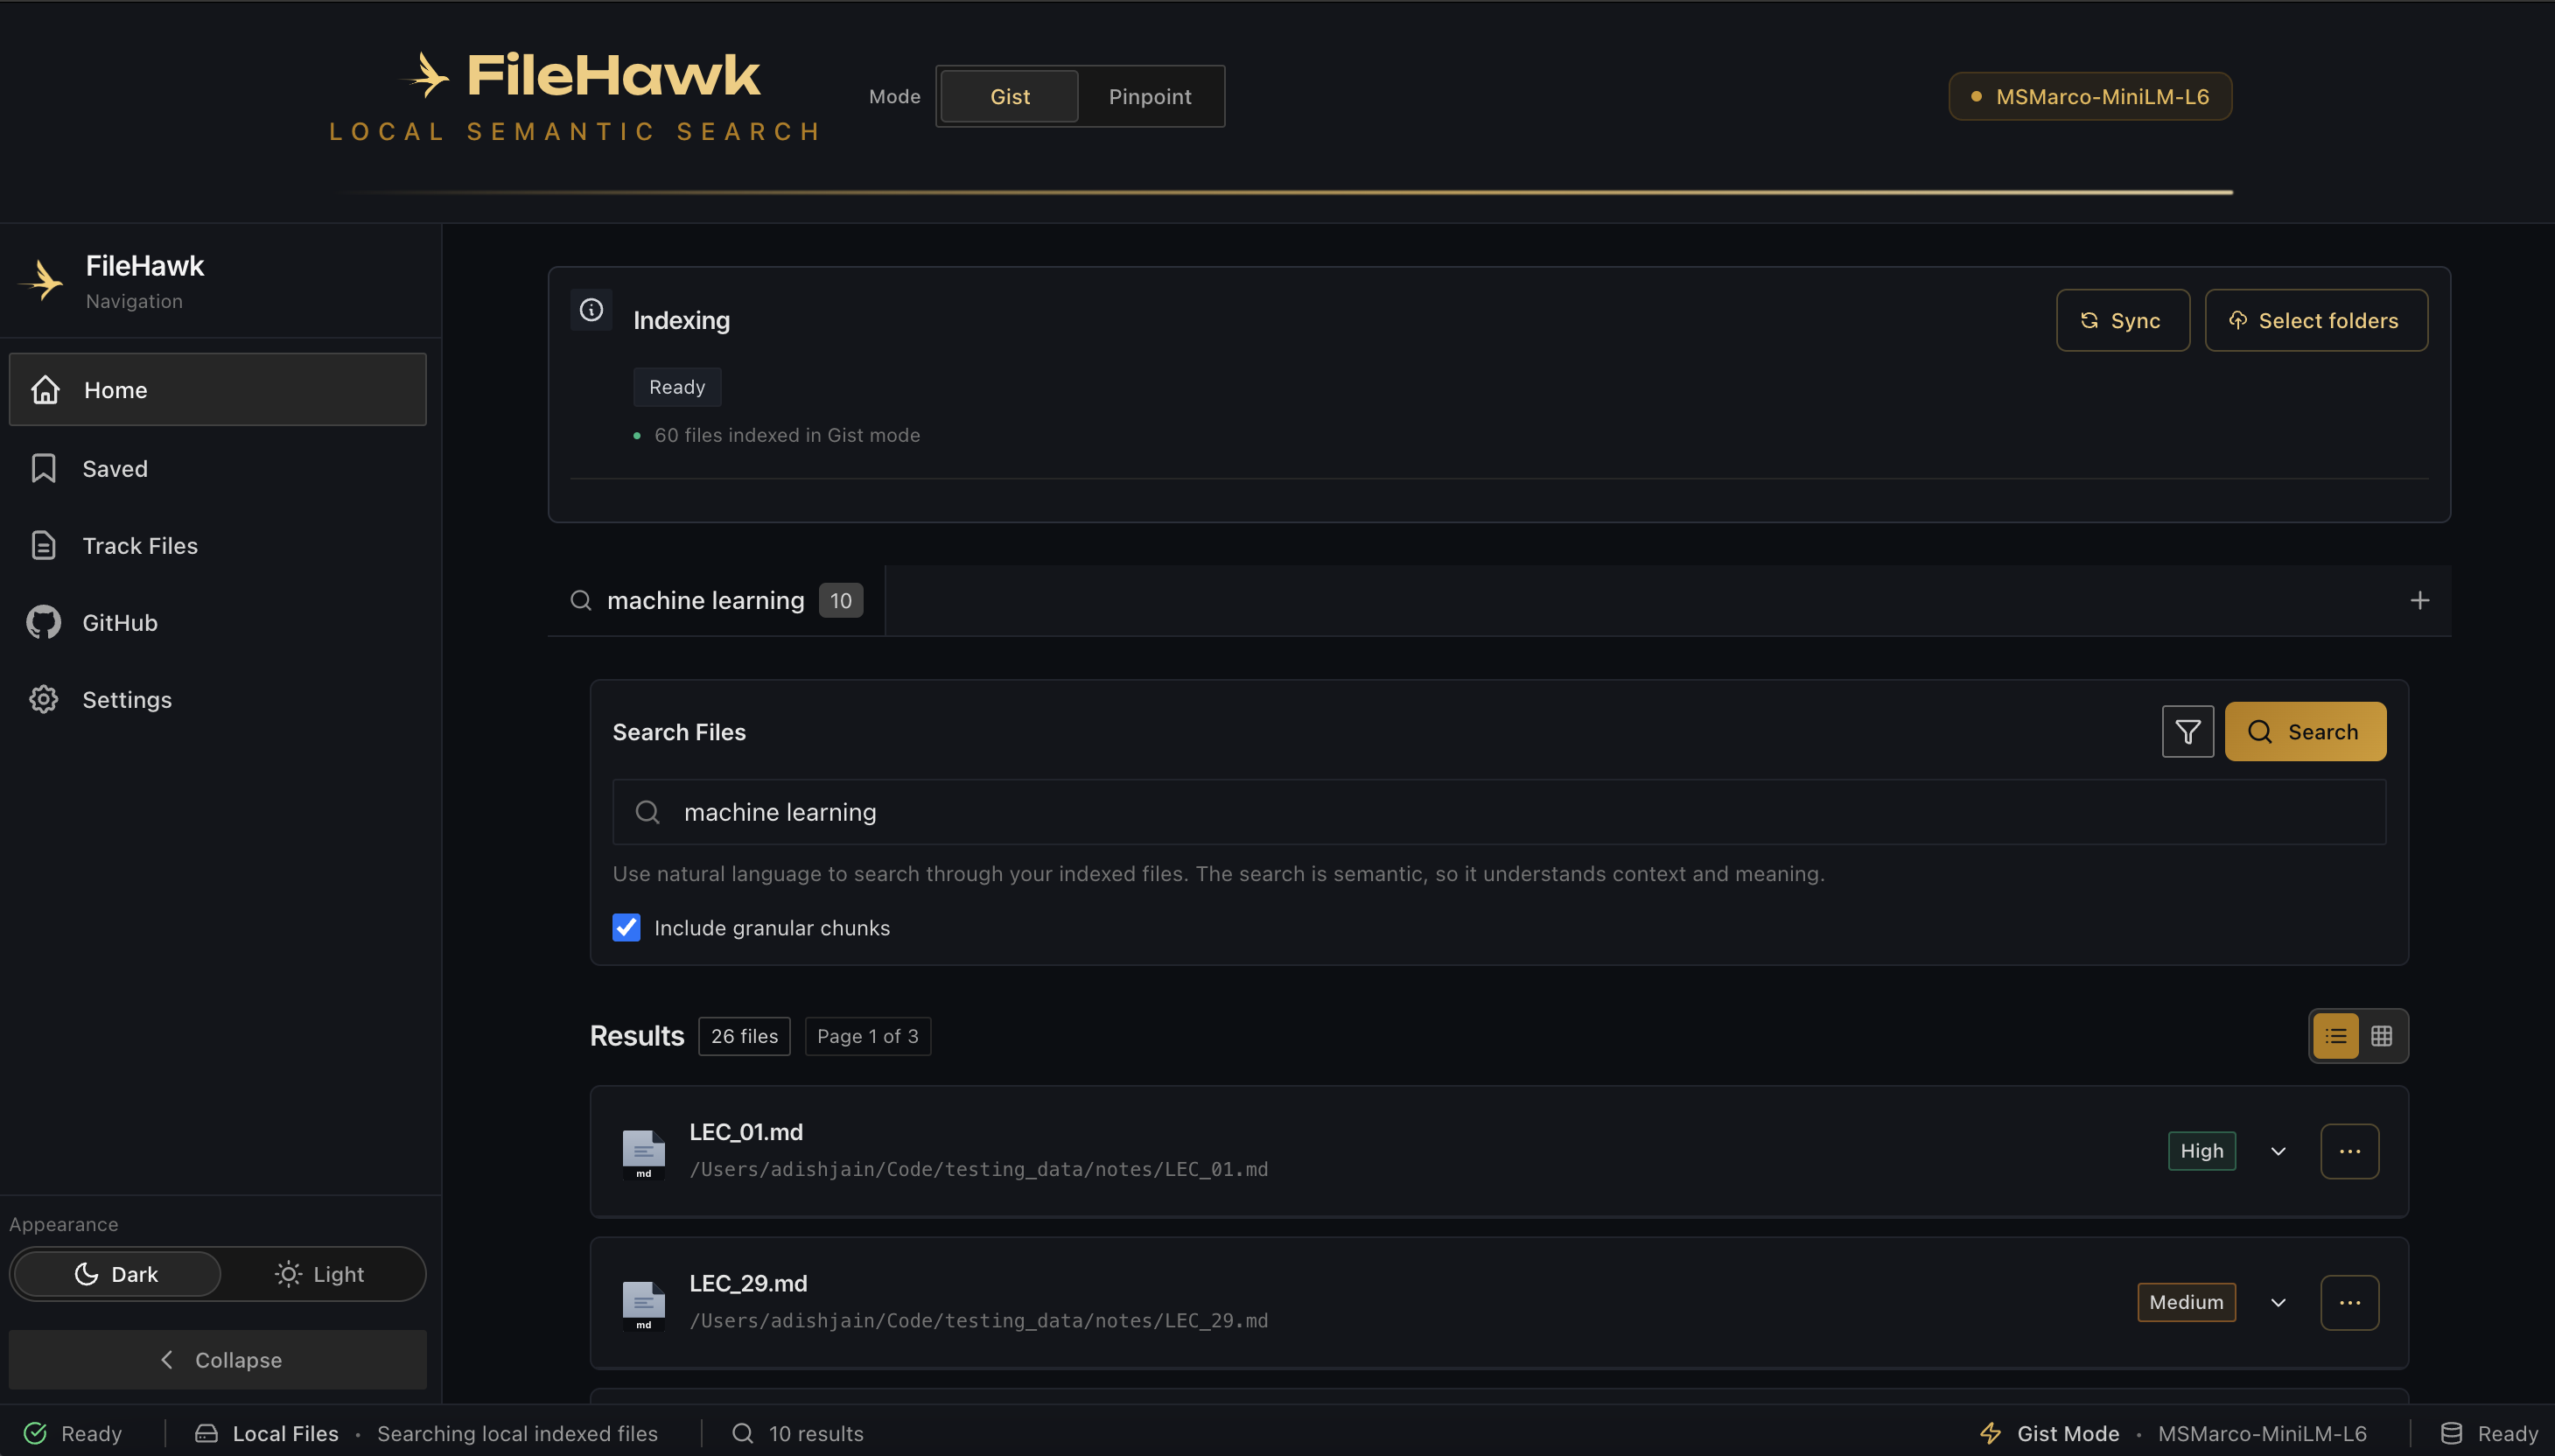 FileHawk
LOCAL SEMANTIC SEARCH
Mode
Gist
Pinpoint
MSMarco-MiniLM-L6
FileHawk
Navigation
Home
Saved
Track Files
GitHub
Settings
Appearance
Dark
Light
Collapse
Indexing
Sync
Select folders
Ready
60 files indexed in Gist mode
machine learning 10
Search Files
Search
machine learning
Use natural language to search through your indexed files. The search is semantic, so it understands context and meaning.
Include granular chunks
Results 26 files Page 1 of 3
LEC_01.md
md
/Users/adishjain/Code/testing_data/notes/LEC_01.md
High
LEC_29.md
md
/Users/adishjain/Code/testing_data/notes/LEC_29.md
Medium
Ready
Local Files • Searching local indexed files
10 results
Gist Mode • MSMarco-MiniLM-L6
Ready